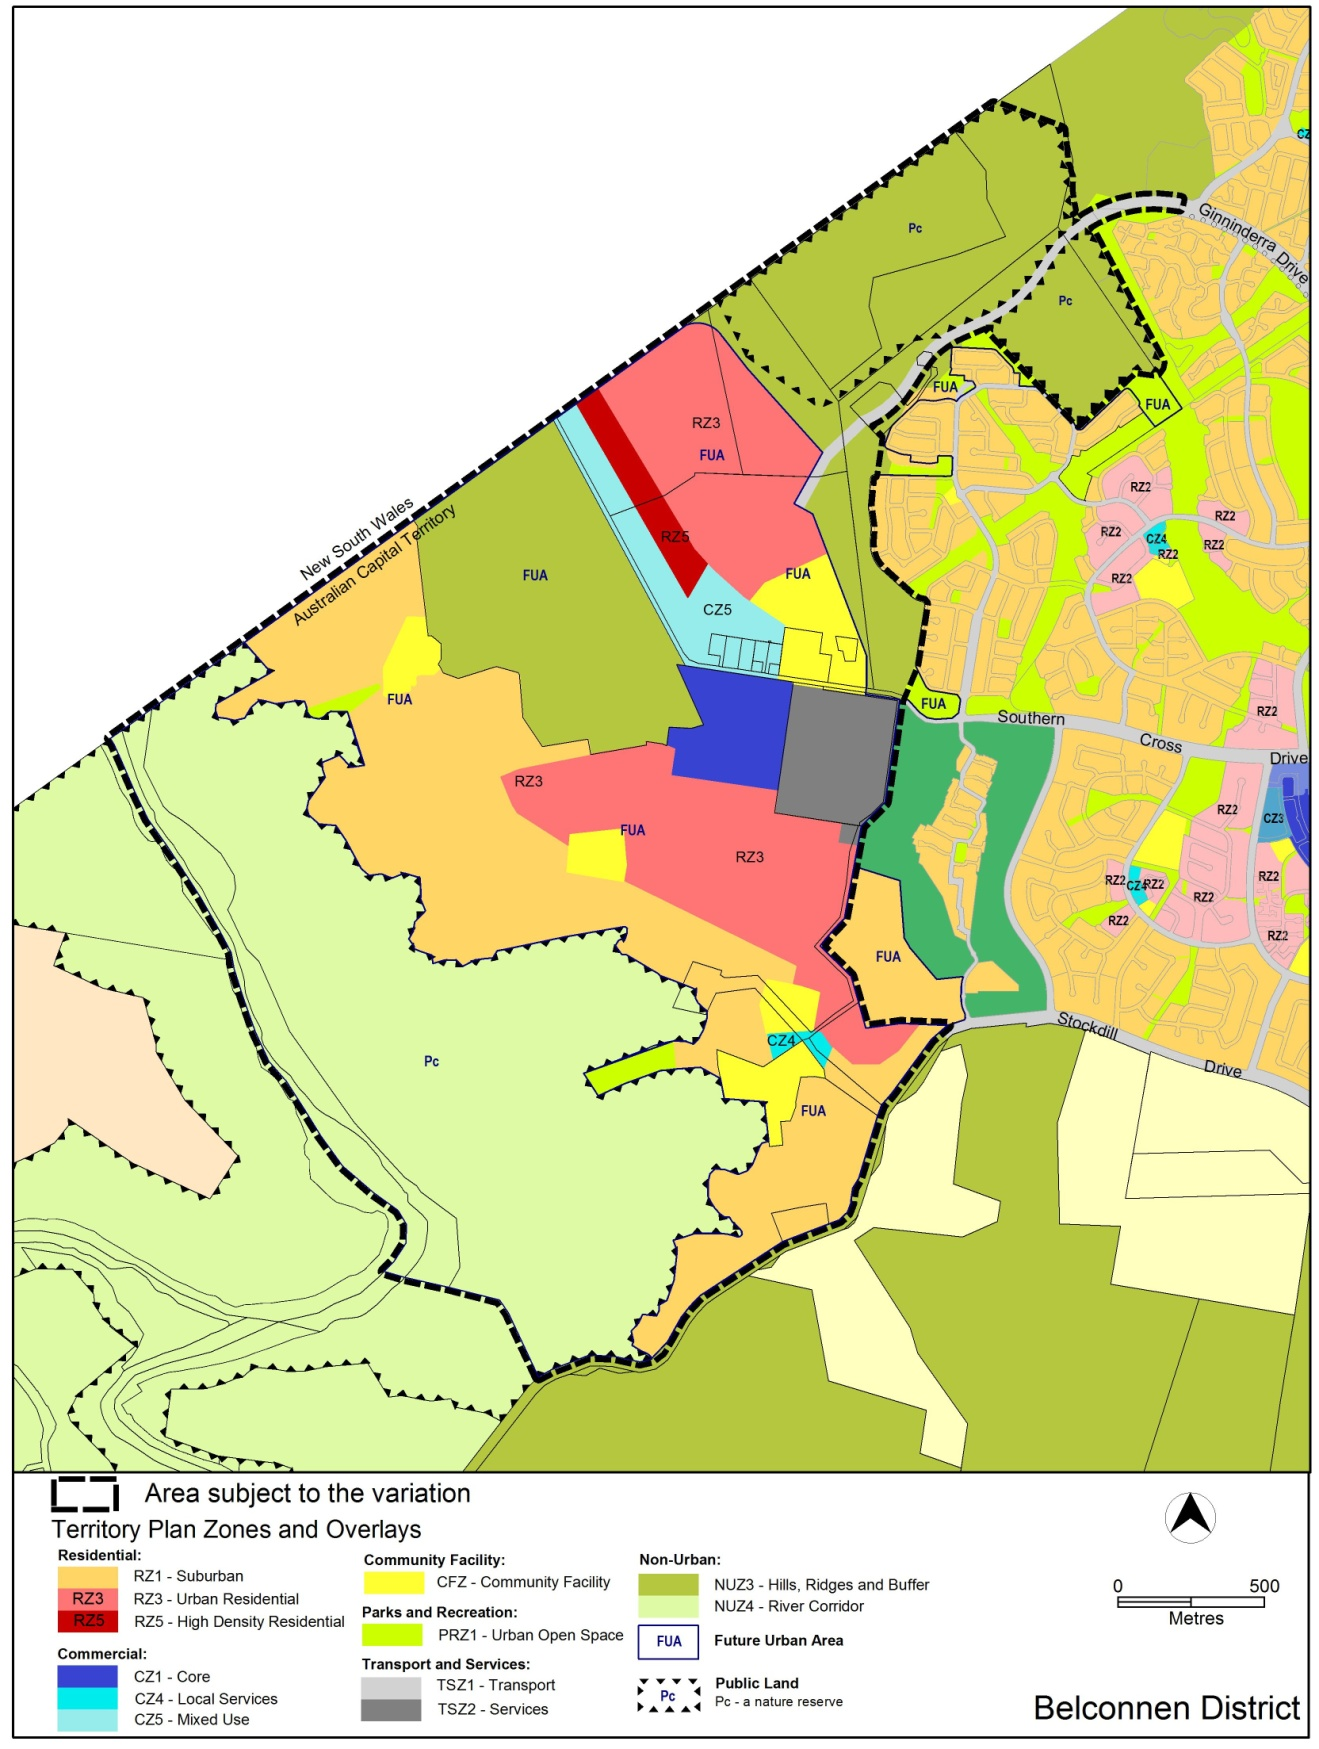 CZ
Ginninderra Drive
Pc
Pc
FUA
FUA
RZ3
FUA
RZ2
RZ2
RZ2
CZ4
RZ2
RZ2
RZ2
New South Wales
Australian Capital Territory
RZ5
FUA
FUA
CZ5
FUA
FUA
RZ2
Southern Cross Drive
RZ3
FUA
RZ3
RZ2
CZ3
RZ2
CZ4
RZ2
RZ2
RZ2
RZ2
RZ2
FUA
Pc
CZ4
Stockdill Drive
FUA
Area subject to the variation
Territory Plan Zones and Overlays
Residential:
RZ1 - Suburban
RZ3 RZ3 - Urban Residential
RZ5 RZ5 - High Density Residential
Commercial:
CZ1 - Core
CZ4 - Local Services
CZ5 - Mixed Use
Community Facility:
CFZ - Community Facility
Parks and Recreation:
PRZ1 - Urban Open Space
Transport and Services:
TSZ1 - Transport
TSZ2 - Services
Non-Urban:
NUZ3 - Hills, Ridges and Buffer
NUZ4 - River Corridor
FUA Future Urban Area
Public Land
Pc Pc - a nature reserve
0 500
Metres
Belconnen District